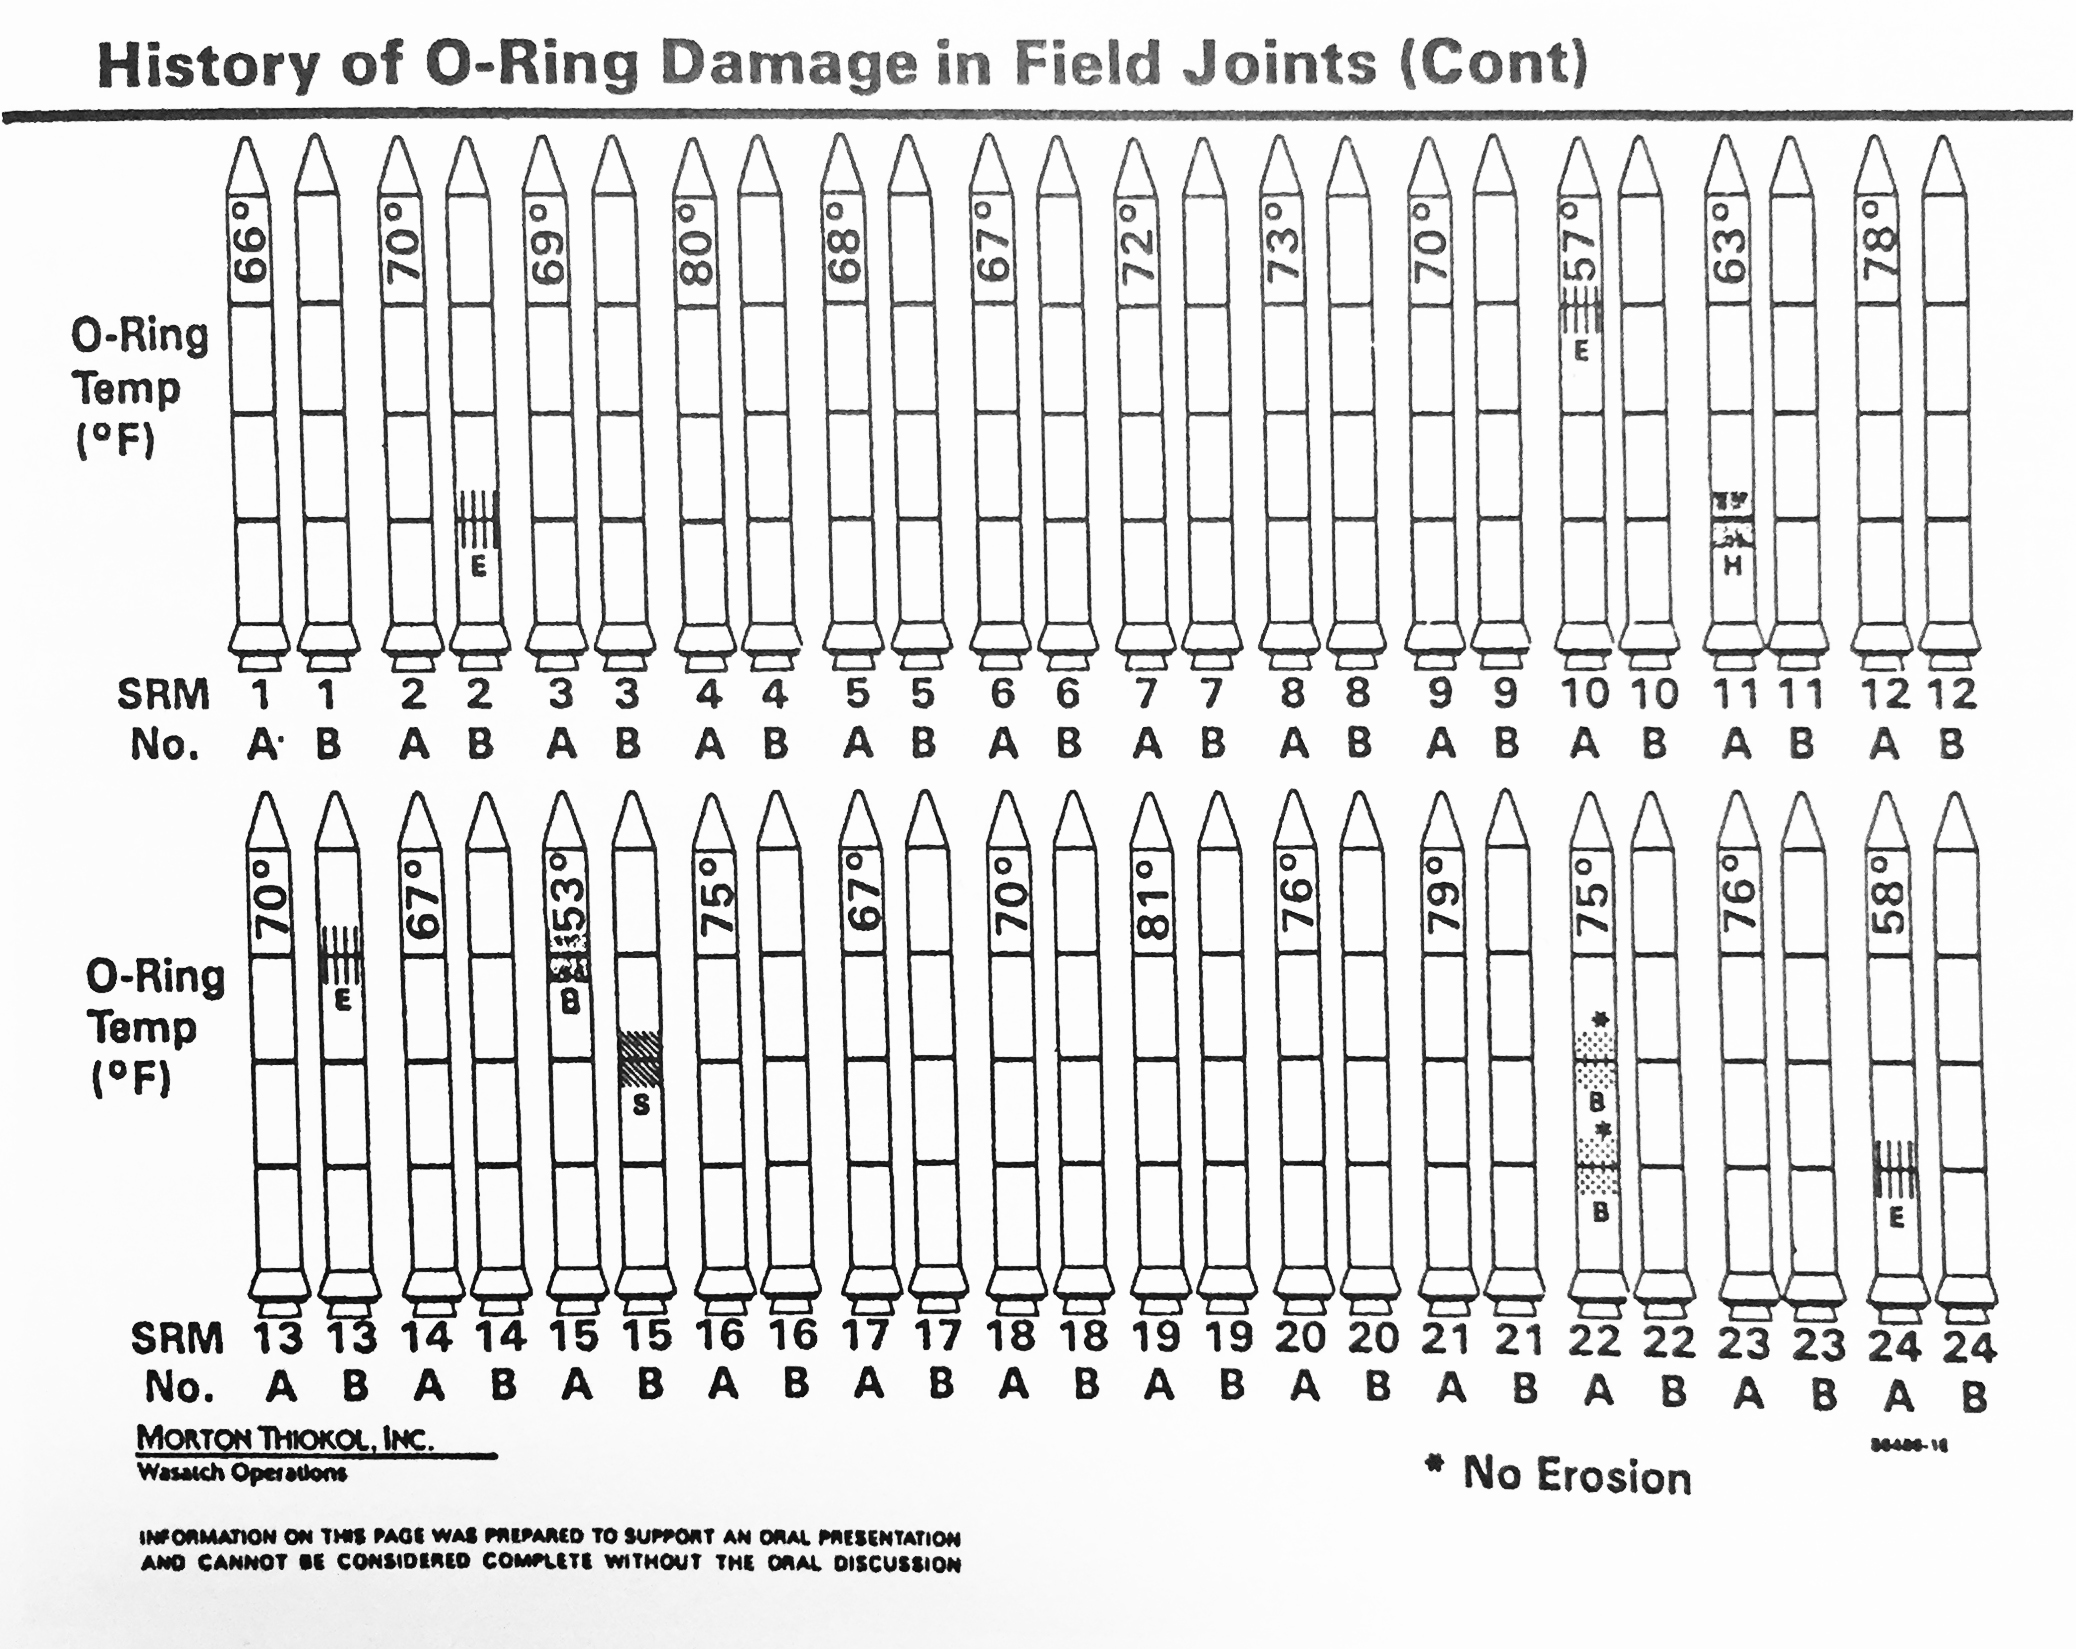 History of O-Ring Damage in Field Joints (Cont)
66° 70° 69° 80° 68° 67° 72° 73° 70° 57° 63° 78°
O-Ring
Temp
(°F)
E
E
H
SRM 1 1 2 2 3 3 4 4 5 5 6 6 7 7 8 8 9 9 10 10 11 11 12 12
No. A B A B A B A B A B A B A B A B A B A B A B A B
70° 67° 53° 75° 67° 70° 81° 76° 79° 75° 76° 58°
O-Ring
Temp
(°F)
E B
*
S B
*
B E
SRM 13 13 14 14 15 15 16 16 17 17 18 18 19 19 20 20 21 21 22 22 23 23 24 24
No. A B A B A B A B A B A B A B A B A B A B A B A B
MORTON THIOKOL, INC.
Wasatch Operations
* No Erosion
INFORMATION ON THIS PAGE WAS PREPARED TO SUPPORT AN ORAL PRESENTATION
AND CANNOT BE CONSIDERED COMPLETE WITHOUT THE ORAL DISCUSSION